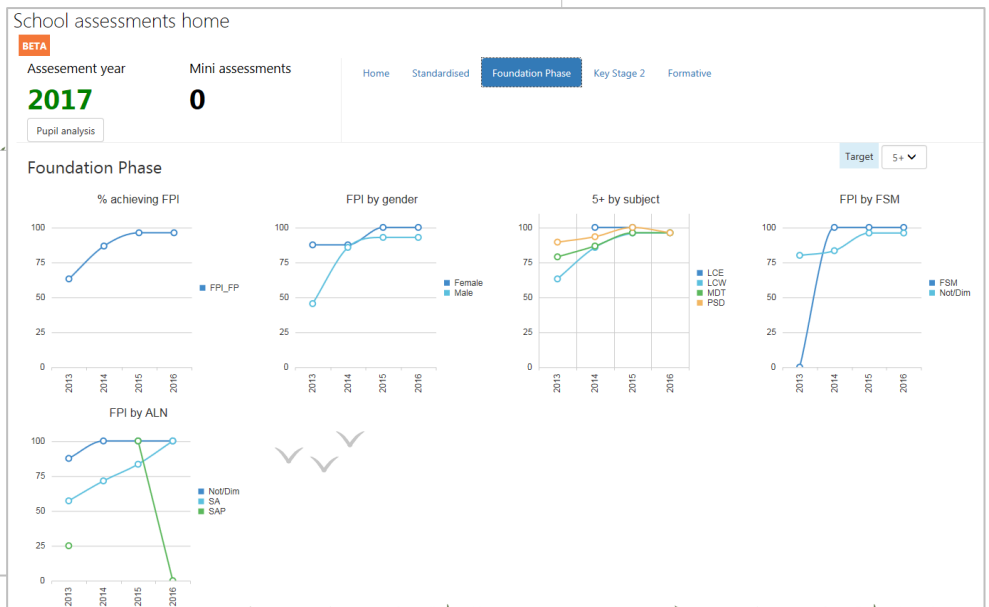 School assessments home
BETA
Assesement year
Mini assessments
2017
0
Pupil analysis
Home
Standardised
Foundation Phase
Key Stage 2
Formative
Foundation Phase
Target
5+
% achieving FPI
100
75
50
25
0
2013
2014
2015
2016
FPI_FP
FPI by gender
100
75
50
25
0
2013
2014
2015
2016
Female
Male
5+ by subject
100
75
50
25
0
2013
2014
2015
2016
LCE
LCW
MDT
PSD
FPI by FSM
100
75
50
25
0
2013
2014
2015
2016
FSM
Not/Dim
FPI by ALN
100
75
50
25
0
2013
2014
2015
2016
Not/Dim
SA
SAP